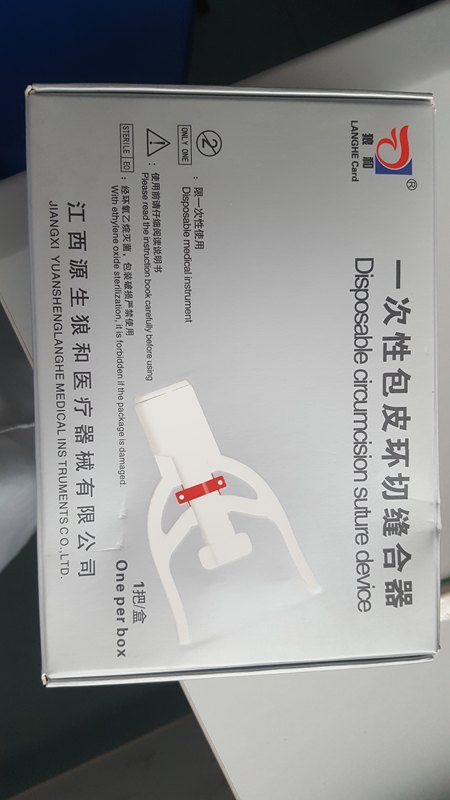 ®
狼和
LANGHE Card
一次性包皮环切缝合器
Disposable circumcision suture device
2
ONLY ONE
：限一次性使用
Disposable medical instrument
：使用前请仔细阅读说明书
Please read the instruction book carefully before using
STERILE EO
：经环氧乙烷灭菌，包装破损严禁使用
With ethylene oxide sterilization, it is forbidden if the package is damaged.
1把/盒
One per box
江西源生狼和医疗器械有限公司
JIANGXI YUANSHENGLANGHE MEDICAL INS TRUMENTS CO.,LTD.